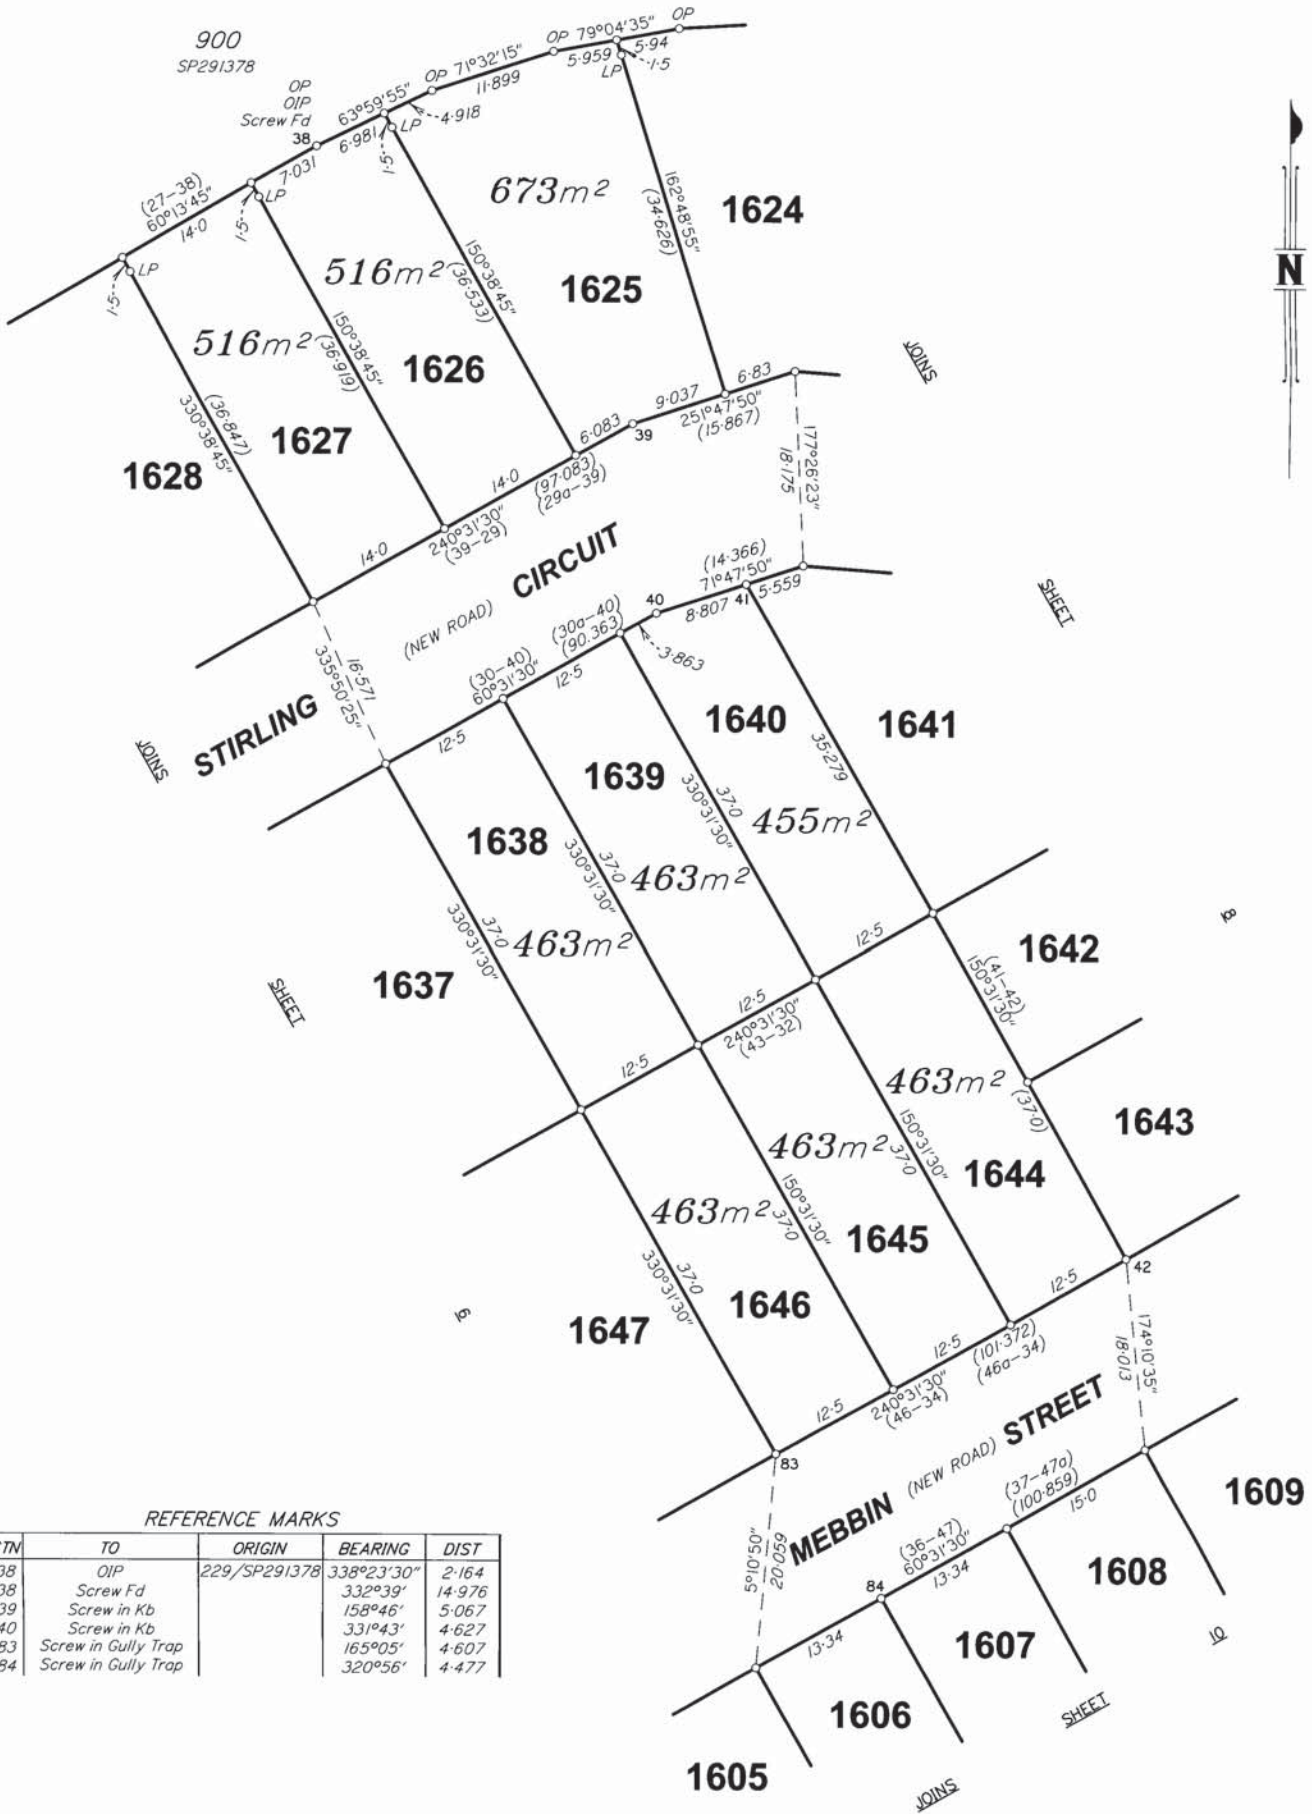 900
SP291378
OP
OIP
Screw Fd
38
63°59'55"
6·981
7·031
OP
71°32'15"
11·899
4·918
OP
79°04'35"
5·959
OP
5·94
1·5
LP
LP
1·5
(27-38)
60°13'45"
14·0
LP
1·5
LP
1·5
673m²
162°48'55"
(34·626)
1624
516m²
150°38'45"
(36·533)
1625
516m²
150°38'45"
(36·919)
1626
(36·847)
330°38'45"
1627
1628
N
JOINS
6·83
9·037
251°47'50"
(15·867)
6·083
39
14·0
(97·083)
(29a-39)
14·0
240°31'30"
(39-29)
177°26'23"
18·175
STIRLING (NEW ROAD) CIRCUIT
16·571
335°50'25"
(14·366)
71°47'50"
40
8·807
41
5·559
(30a-40)
(90.363)
3·863
(30-40)
60°31'30"
12·5
12·5
SHEET
JOINS
1640
1641
35·279
1639
37·0
330°31'30"
455m²
1638
37·0
330°31'30"
463m²
37·0
330°31'30"
463m²
1637
SHEET
8
12·5
12·5
240°31'30"
(43-32)
12·5
1642
(41-42)
150°31'30"
463m²
(37·0)
1643
463m²
37·0
150°31'30"
1644
463m²
37·0
150°31'30"
1645
37·0
330°31'30"
1646
1647
6
42
12·5
12·5
(101·372)
(46a-34)
12·5
240°31'30"
(46-34)
83
174°10'35"
18·013
MEBBIN (NEW ROAD) STREET
5°10'50"
20·059
(37-47a)
(100·859)
15·0
(36-47)
60°31'30"
13·34
84
13·34
1609
1608
1607
1606
1605
10
SHEET
JOINS
REFERENCE MARKS
TN TO ORIGIN BEARING DIST
38 OIP 229/SP291378 338°23'30" 2·164
38 Screw Fd 332°39' 14·976
39 Screw in Kb 158°46' 5·067
40 Screw in Kb 331°43' 4·627
83 Screw in Gully Trap 165°05' 4·607
84 Screw in Gully Trap 320°56' 4·477